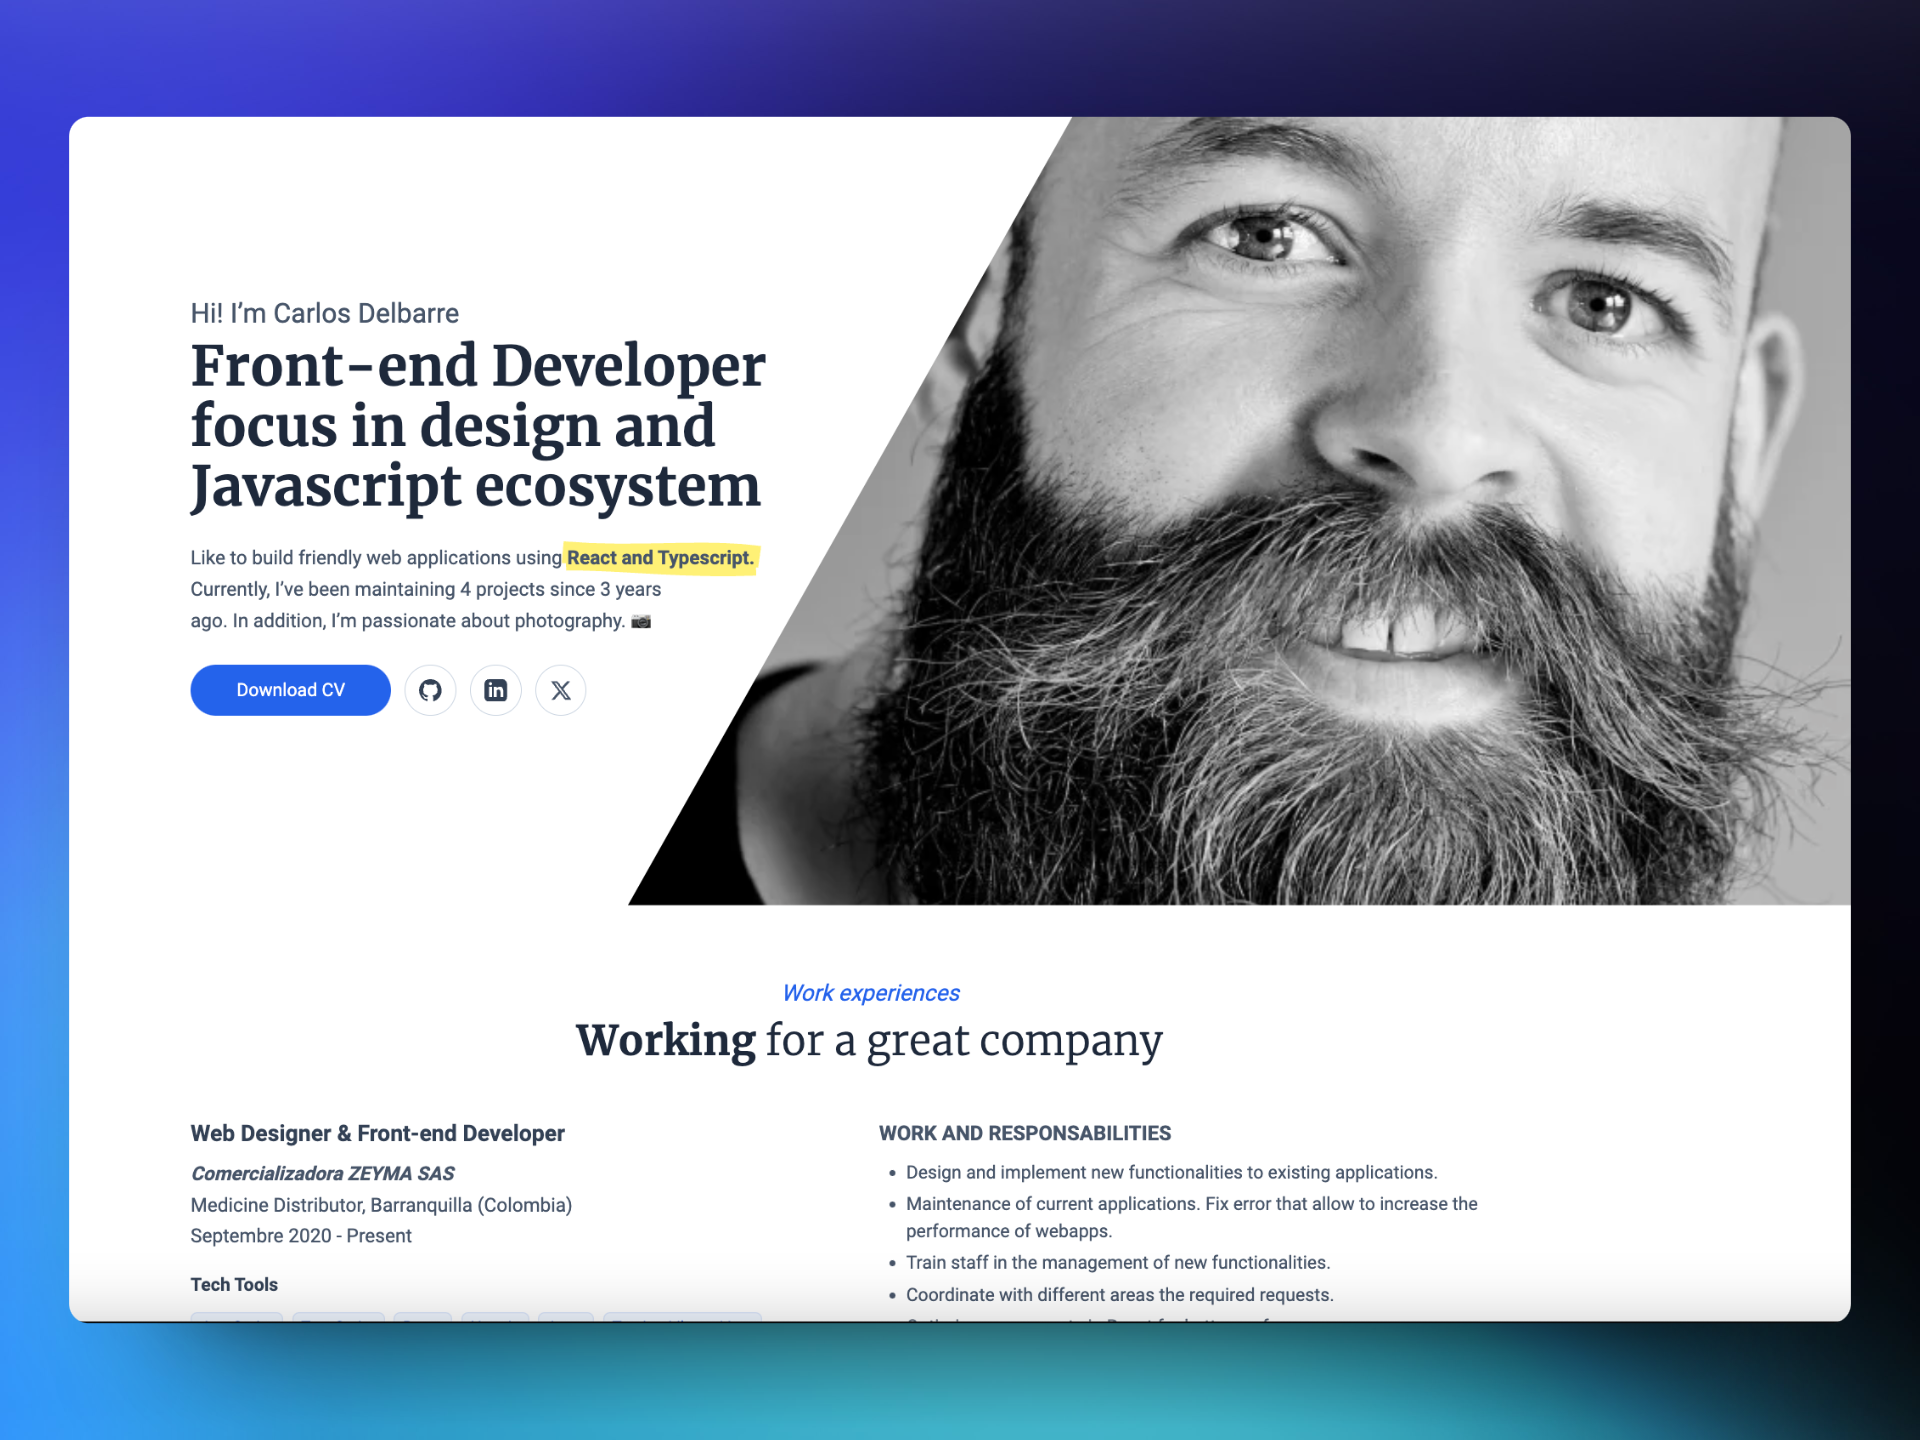 Hi! I’m Carlos Delbarre
Front-end Developer
focus in design and
Javascript ecosystem
Like to build friendly web applications using React and Typescript.
Currently, I’ve been maintaining 4 projects since 3 years
ago. In addition, I’m passionate about photography. 📷
Download CV
Work experiences
Working for a great company
Web Designer & Front-end Developer
Comercializadora ZEYMA SAS
Medicine Distributor, Barranquilla (Colombia)
Septembre 2020 - Present
Tech Tools
WORK AND RESPONSABILITIES
• Design and implement new functionalities to existing applications.
• Maintenance of current applications. Fix error that allow to increase the
performance of webapps.
• Train staff in the management of new functionalities.
• Coordinate with different areas the required requests.